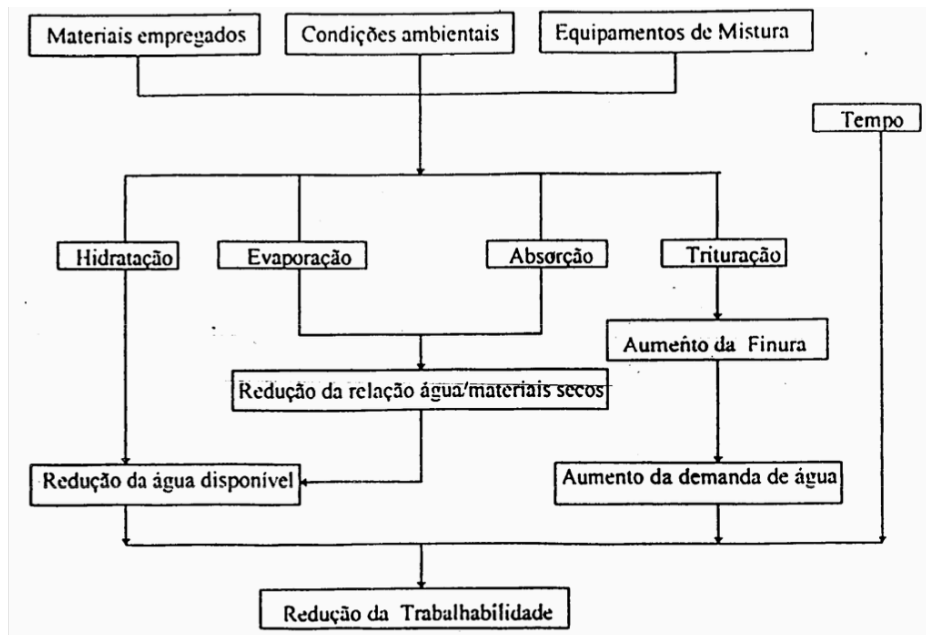 Materiais empregados
Condições ambientais
Equipamentos de Mistura
Tempo
Hidratação
Evaporação
Absorção
Trituração
Aumento da Finura
Redução da relação água/materiais secos
Redução da água disponível
Aumento da demanda de água
Redução da Trabalhabilidade